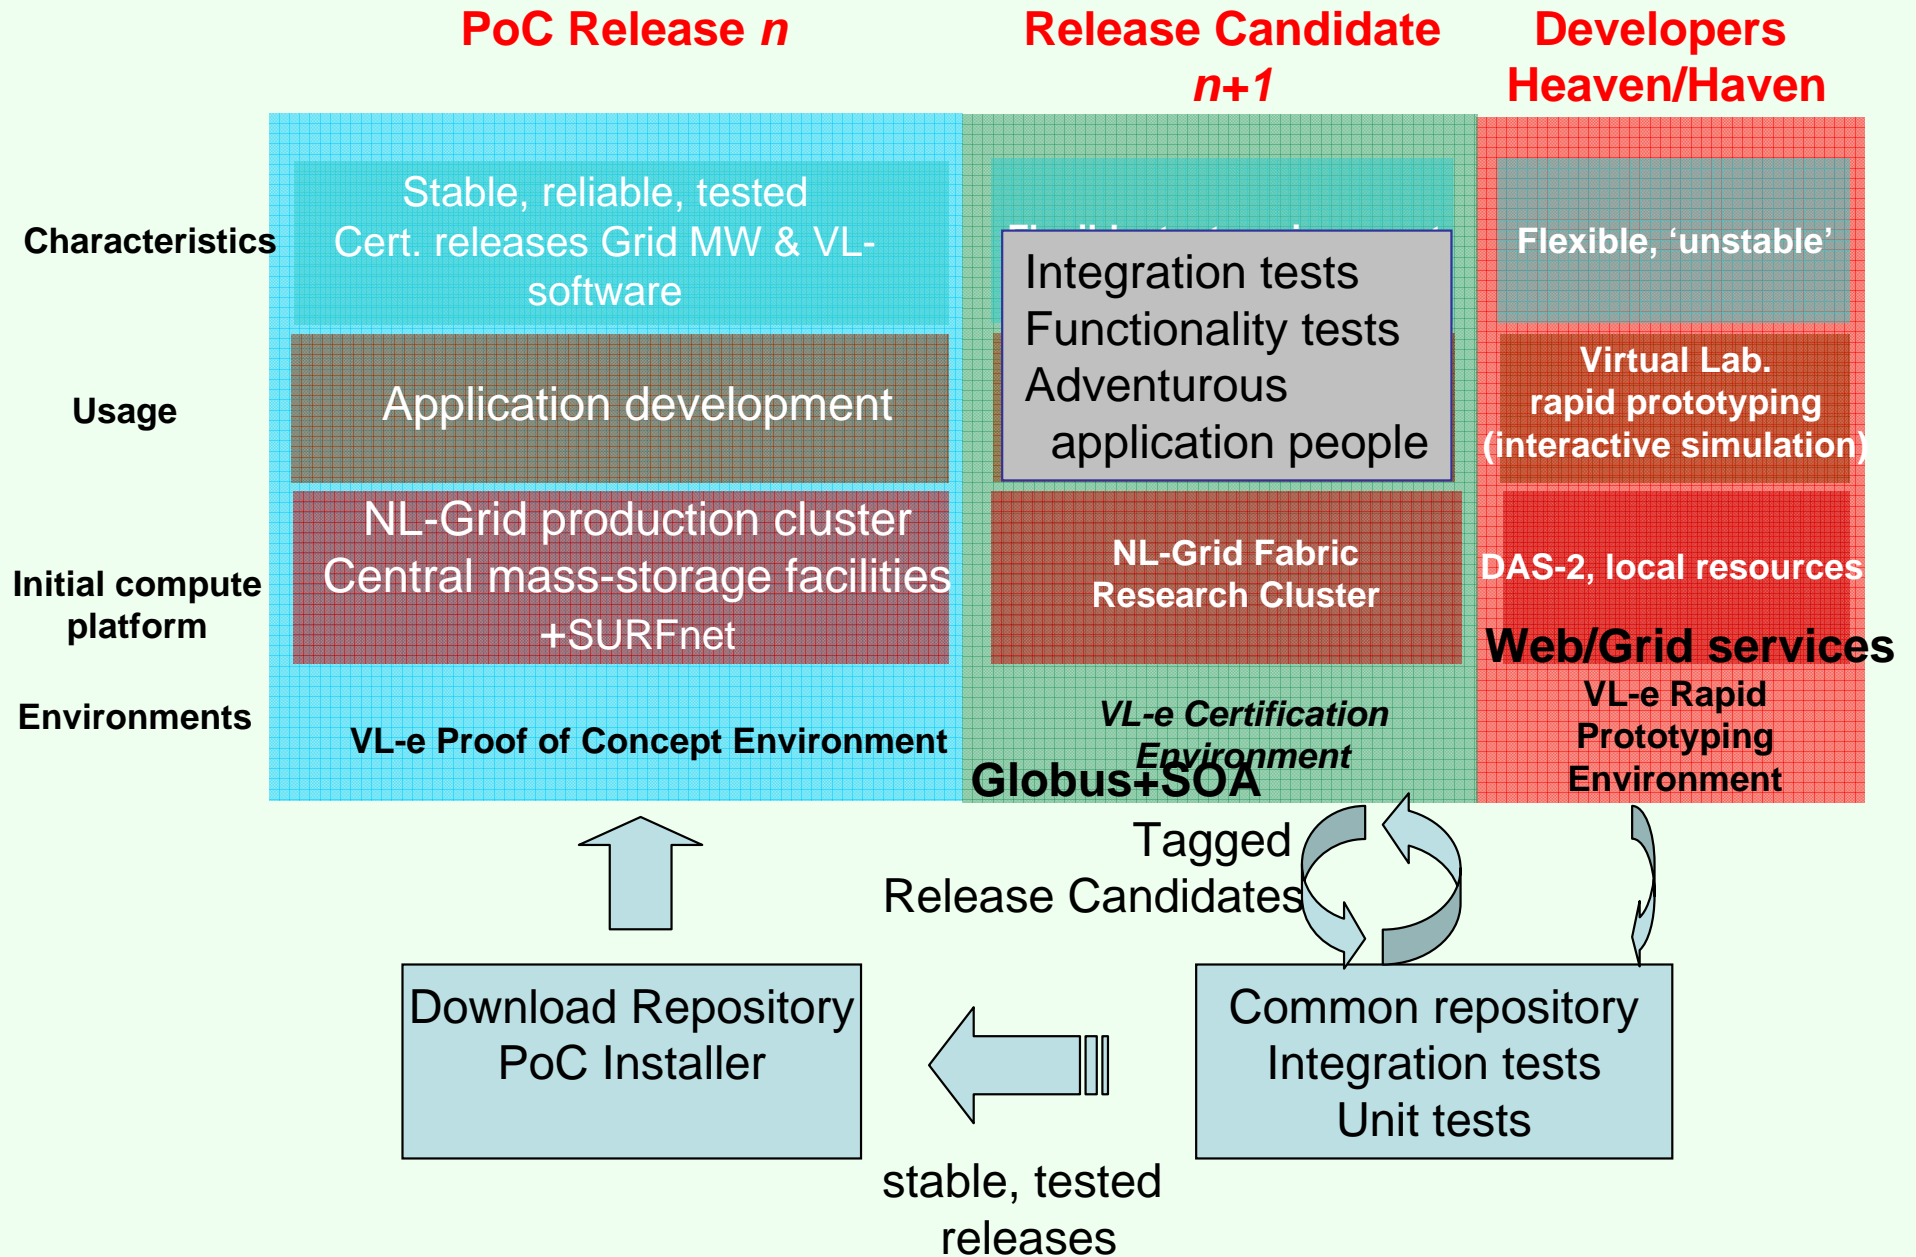 PoC Release n
Release Candidate
n+1
Developers
Heaven/Haven
Characteristics
Stable, reliable, tested
Cert. releases Grid MW & VL-
software
Integration tests
Functionality tests
Adventurous
application people
Flexible, ‘unstable’
Usage
Application development
Virtual Lab.
rapid prototyping
(interactive simulation)
Initial compute
platform
NL-Grid production cluster
Central mass-storage facilities
+SURFnet
NL-Grid Fabric
Research Cluster
DAS-2, local resources
Web/Grid services
Environments
VL-e Proof of Concept Environment
VL-e Certification
Environment
Globus+SOA
VL-e Rapid
Prototyping
Environment
Tagged
Release Candidates
Download Repository
PoC Installer
Common repository
Integration tests
Unit tests
stable, tested
releases